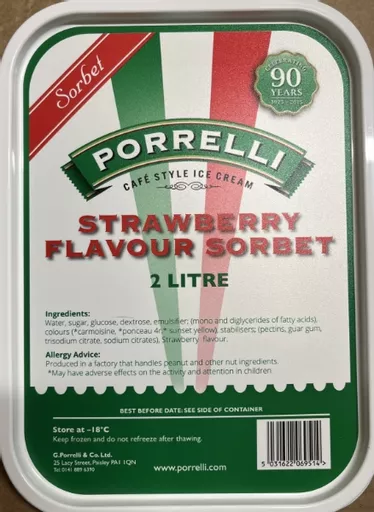 Sorbet
CELEBRATING
90
YEARS
1925 - 2015
PORRELLI
CAFÉ STYLE ICE CREAM
STRAWBERRY
FLAVOUR SORBET
2 LITRE
Ingredients:
Water, sugar, glucose, dextrose, emulsifier; (mono and diglycerides of fatty acids),
colours (*carmoisine, *ponceau 4r,* sunset yellow), stabilisers; (pectins, guar gum,
trisodium citrate, sodium citrates), Strawberry flavour.
Allergy Advice:
Produced in a factory that handles peanut and other nut ingredients.
*May have adverse effects on the activity and attention in children
BEST BEFORE DATE: SEE SIDE OF CONTAINER
Store at –18°C
Keep frozen and do not refreeze after thawing.
G.Porrelli & Co. Ltd.
25 Lacy Street, Paisley PA1 1QN
Tel: 0141 889 6390
www.porrelli.com
5 031622 069514